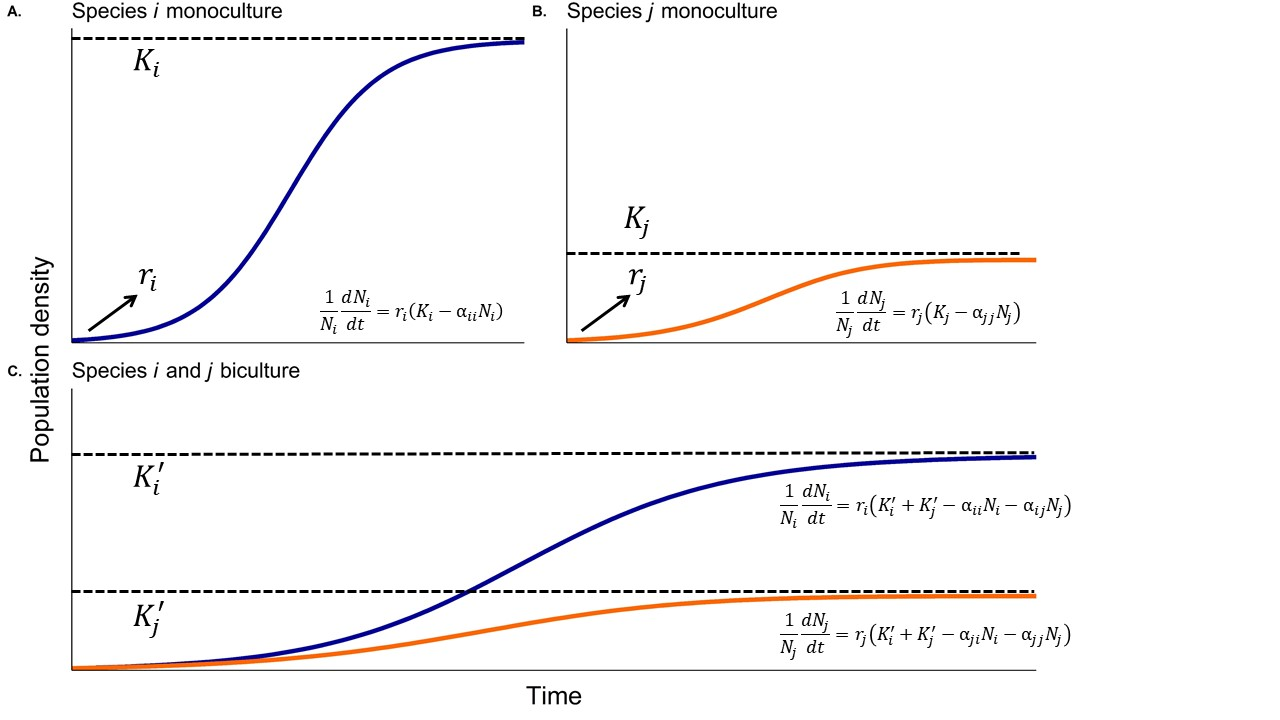 A. Species i monoculture
K_i
r_i
1/N_i dN_i/dt = r_i(K_i − α_ii N_i)
B. Species j monoculture
K_j
r_j
1/N_j dN_j/dt = r_j(K_j − α_jj N_j)
Population density
C. Species i and j biculture
K′_i
1/N_i dN_i/dt = r_i(K′_i + K′_j − α_ii N_i − α_ij N_j)
K′_j
1/N_j dN_j/dt = r_j(K′_i + K′_j − α_ji N_i − α_jj N_j)
Time